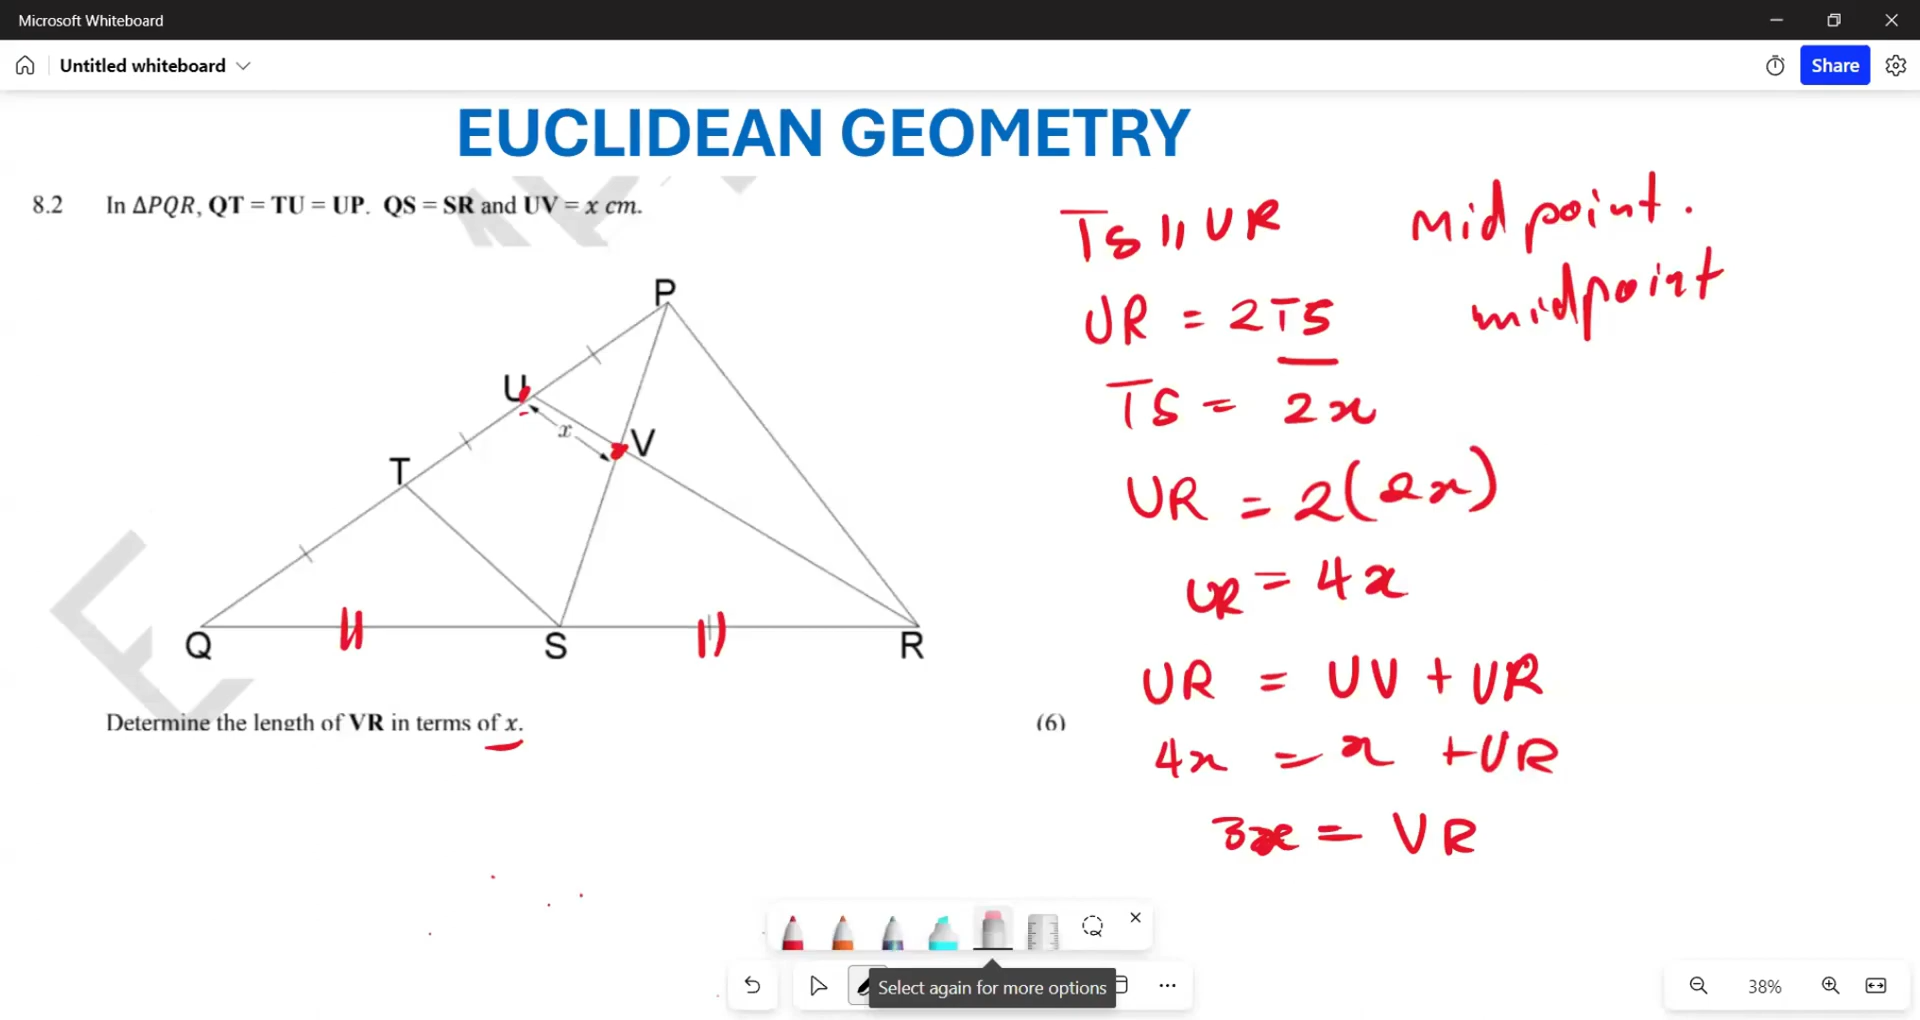 Microsoft Whiteboard
Untitled whiteboard
Share
EUCLIDEAN GEOMETRY
8.2 In ΔPQR, QT = TU = UP. QS = SR and UV = x cm.
P
U
x
V
T
Q
S
R
Determine the length of VR in terms of x.
(6)
TS || UR midpoint.
UR = 2TS midpoint
TS = 2x
UR = 2(2x)
UR = 4x
UR = UV + VR
4x = x + VR
3x = VR
Select again for more options
38%